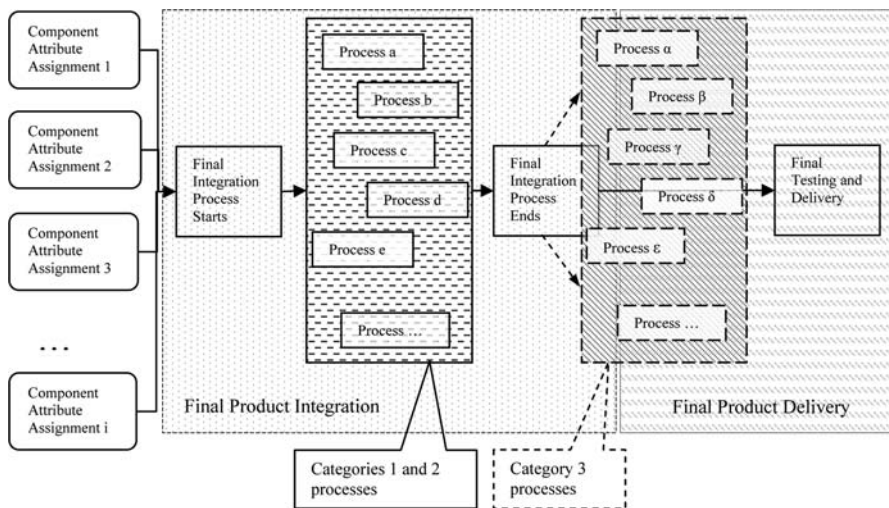 Component
Attribute
Assignment 1
Component
Attribute
Assignment 2
Component
Attribute
Assignment 3
...
Component
Attribute
Assignment i
Final
Integration
Process
Starts
Process a
Process b
Process c
Process d
Process e
Process ...
Final
Integration
Process
Ends
Process α
Process β
Process γ
Process δ
Process ε
Process ...
Final
Testing and
Delivery
Final Product Integration
Final Product Delivery
Categories 1 and 2
processes
Category 3
processes